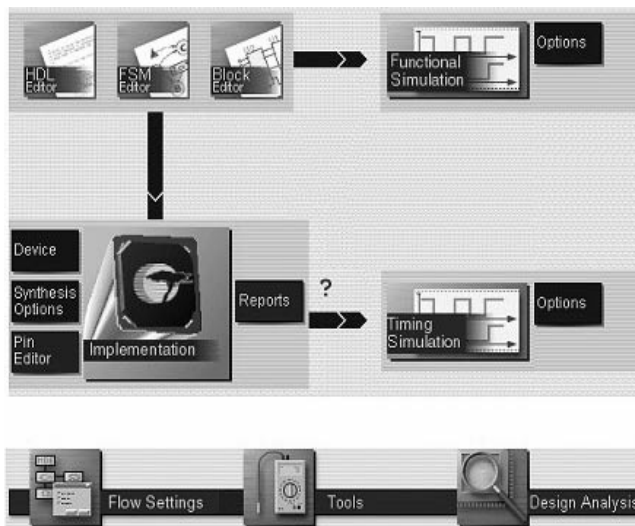 HDL
Editor
FSM
Editor
Block
Editor
Functional
Simulation
Options
Device
Synthesis
Options
Pin
Editor
Implementation
Reports
?
Timing
Simulation
Options
Flow Settings
Tools
Design Analysis